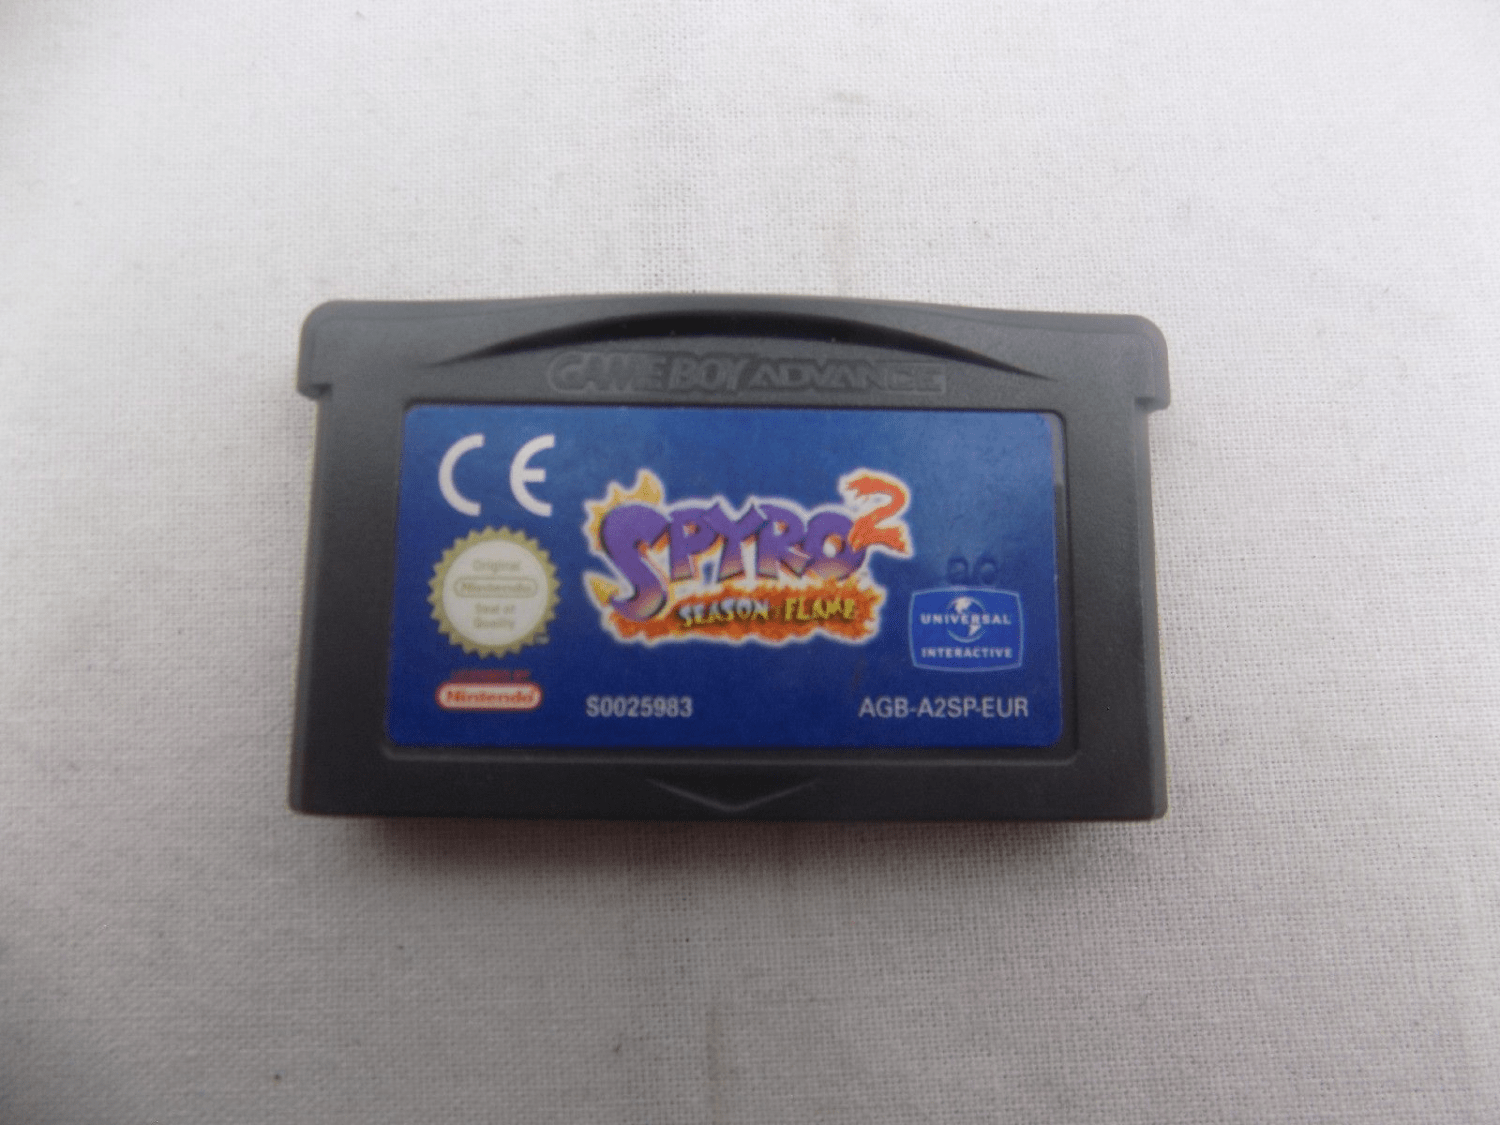 GAME BOY ADVANCE
CE
SPYRO 2
SEASON FLAME
Original
Nintendo
Seal of
Quality
Nintendo
UNIVERSAL
INTERACTIVE
S0025983
AGB-A2SP-EUR